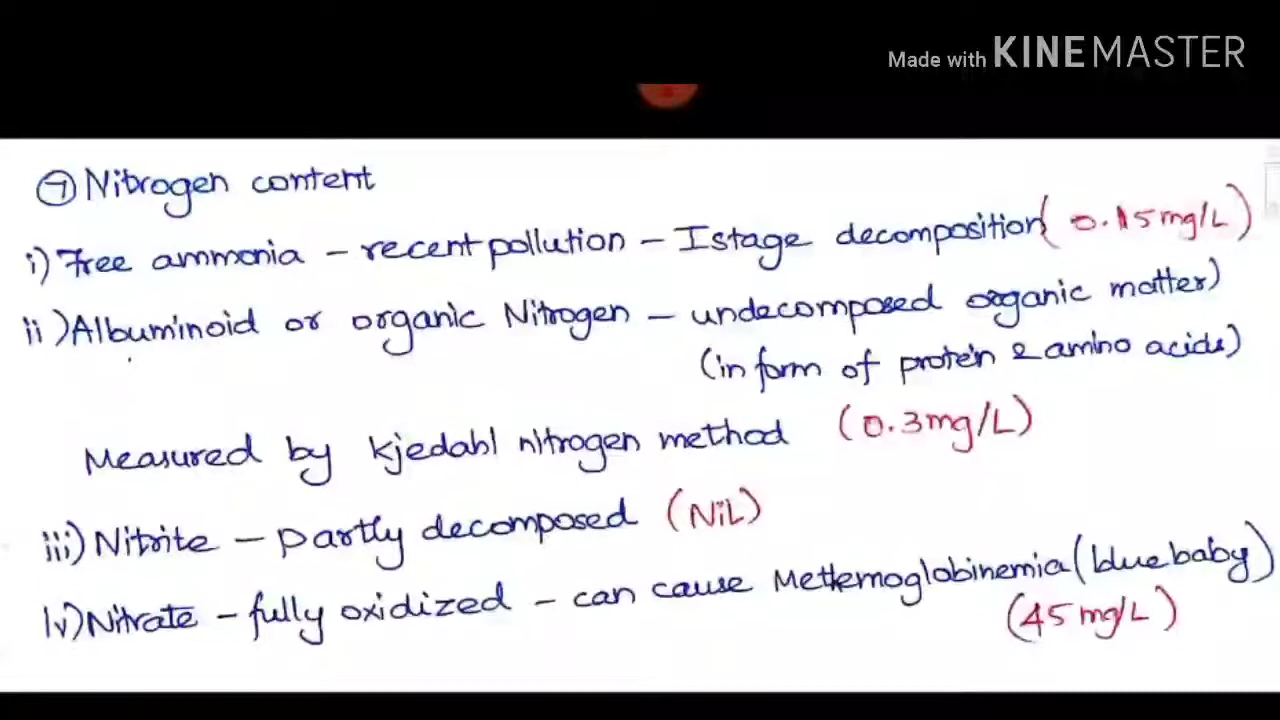 Made with KINEMASTER
⑦ Nitrogen content
i) Free ammonia - recent pollution - I stage decomposition (0.15mg/L)
ii) Albuminoid or organic Nitrogen - undecomposed organic matter)
(in form of protein & amino acids)
Measured by kjedahl nitrogen method (0.3mg/L)
iii) Nitrite - Partly decomposed (NiL)
iv) Nitrate - fully oxidized - can cause Methemoglobinemia (blue baby)
(45 mg/L)